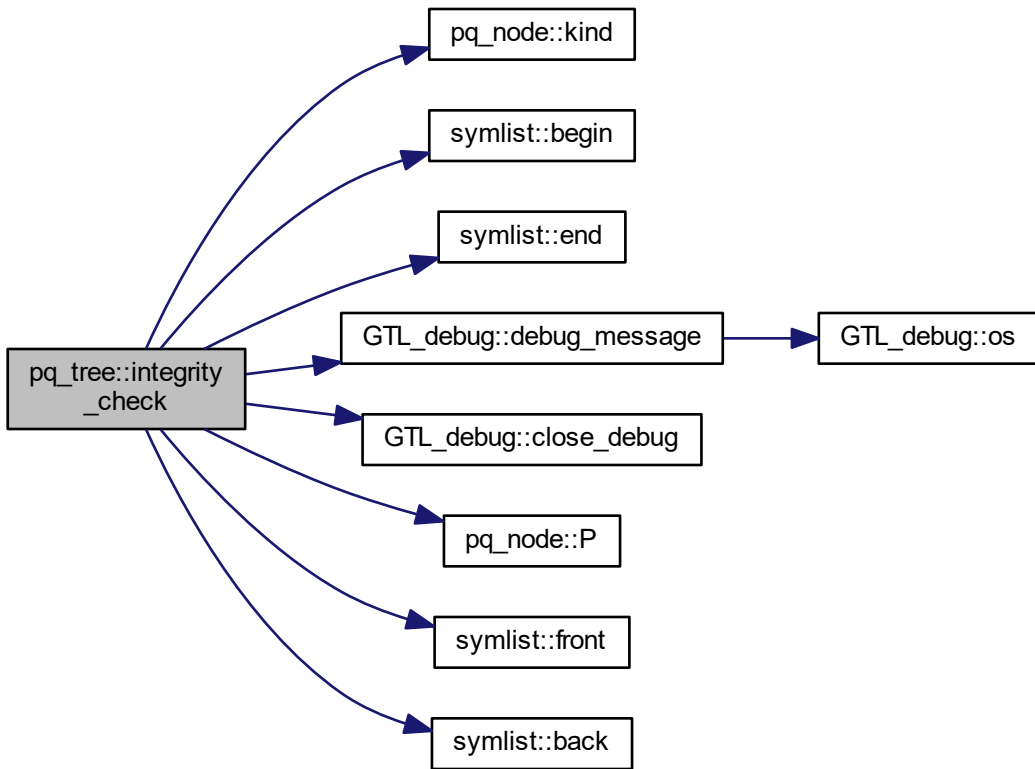 pq_node::kind
symlist::begin
symlist::end
GTL_debug::debug_message
GTL_debug::os
pq_tree::integrity
_check
GTL_debug::close_debug
pq_node::P
symlist::front
symlist::back